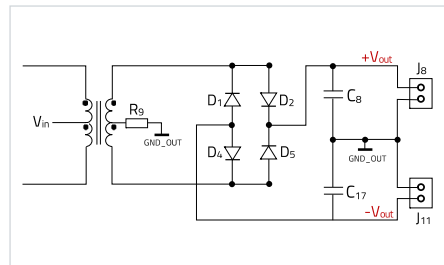 +Vout
J8
R9
D1
D2
C8
Vin
GND_OUT
GND_OUT
D4
D5
C17
-Vout
J11